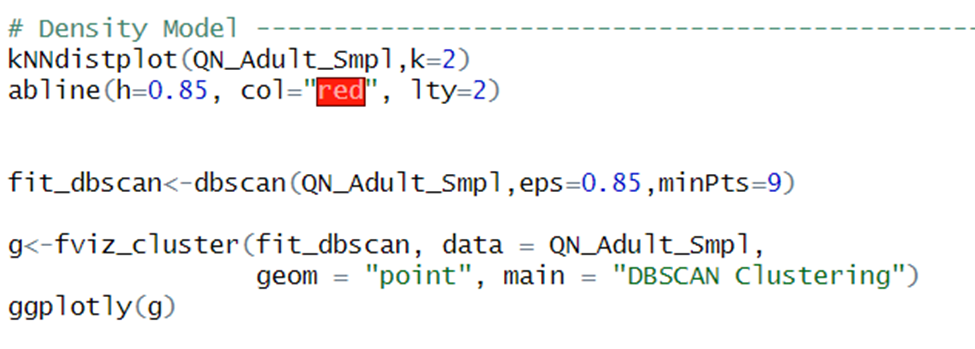 # Density Model -----------------------------------------------
kNNdistplot(QN_Adult_Smpl,k=2)
abline(h=0.85, col="red", lty=2)
fit_dbscan<-dbscan(QN_Adult_Smpl,eps=0.85,minPts=9)
g<-fviz_cluster(fit_dbscan, data = QN_Adult_Smpl,
                geom = "point", main = "DBSCAN Clustering")
ggplotly(g)